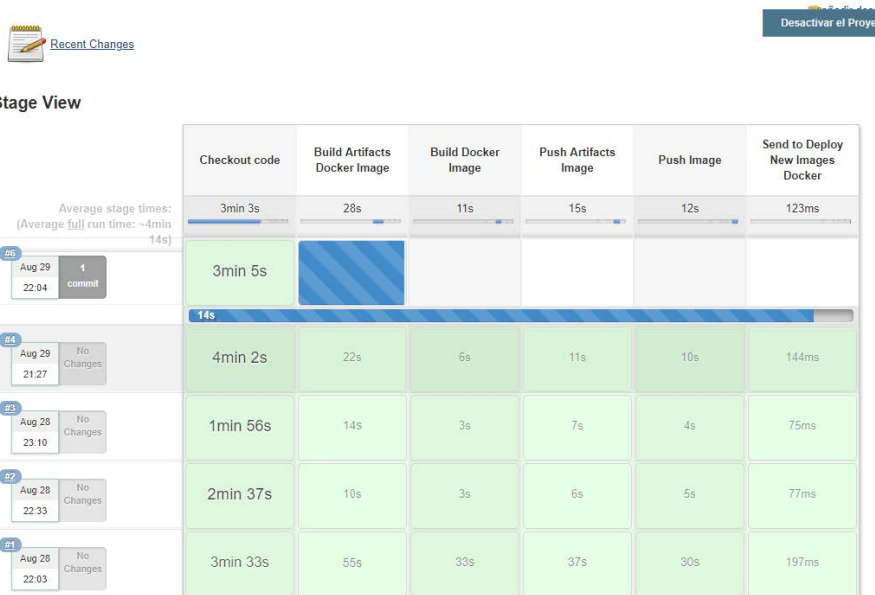 Desactivar el Proye
Recent Changes
Stage View
Checkout code
Build Artifacts
Docker Image
Build Docker
Image
Push Artifacts
Image
Push Image
Send to Deploy
New Images
Docker
Average stage times:
(Average full run time: ~4min
14s)
3min 3s
28s
11s
15s
12s
123ms
Aug 29
22:04
1
commit
3min 5s
14s
#4
Aug 29
21:27
No
Changes
4min 2s
22s
6s
11s
10s
144ms
#3
Aug 28
23:10
No
Changes
1min 56s
14s
3s
7s
4s
75ms
#2
Aug 28
22:33
No
Changes
2min 37s
10s
3s
6s
5s
77ms
#1
Aug 28
22:03
No
Changes
3min 33s
55s
33s
37s
30s
197ms